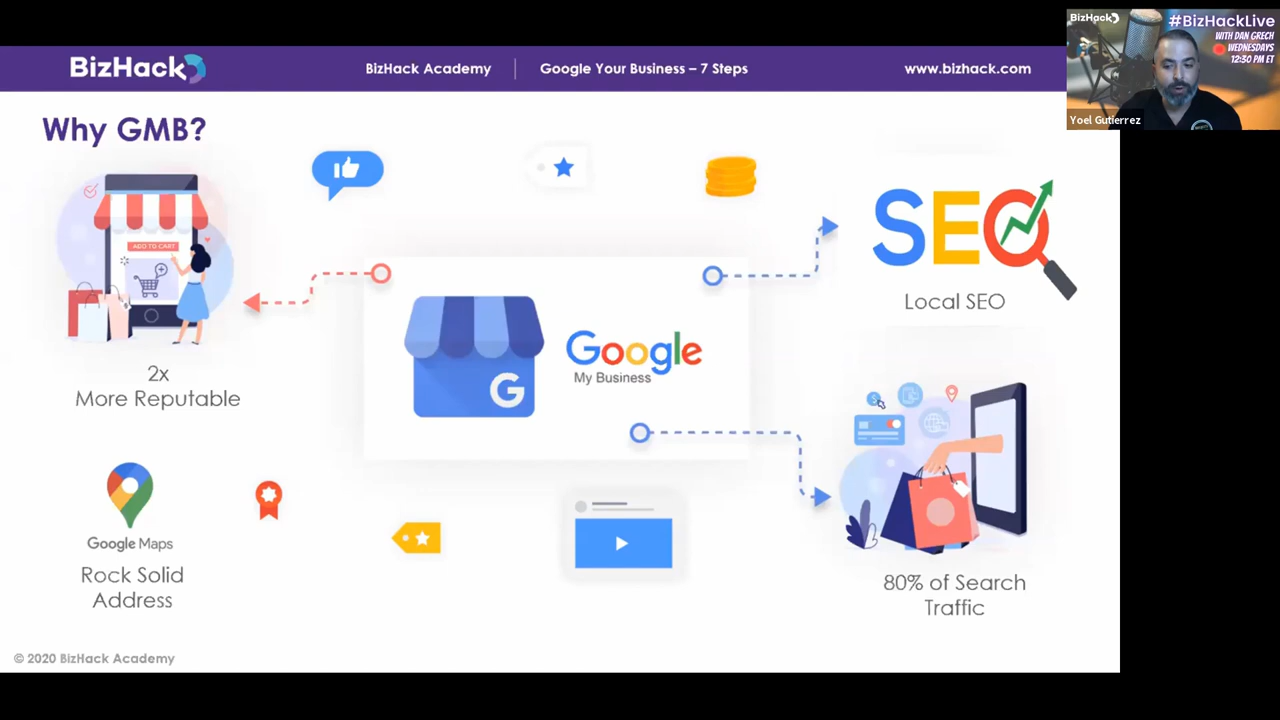 BizHack
BizHack Academy | Google Your Business – 7 Steps
www.bizhack.com
BizHack
#BizHackLive
WITH DAN GRECH
WEDNESDAYS
12:30 PM ET
Yoel Gutierrez
Why GMB?
ADD TO CART
2x
More Reputable
Google
My Business
G
SEO
Local SEO
Google Maps
Rock Solid
Address
80% of Search
Traffic
© 2020 BizHack Academy